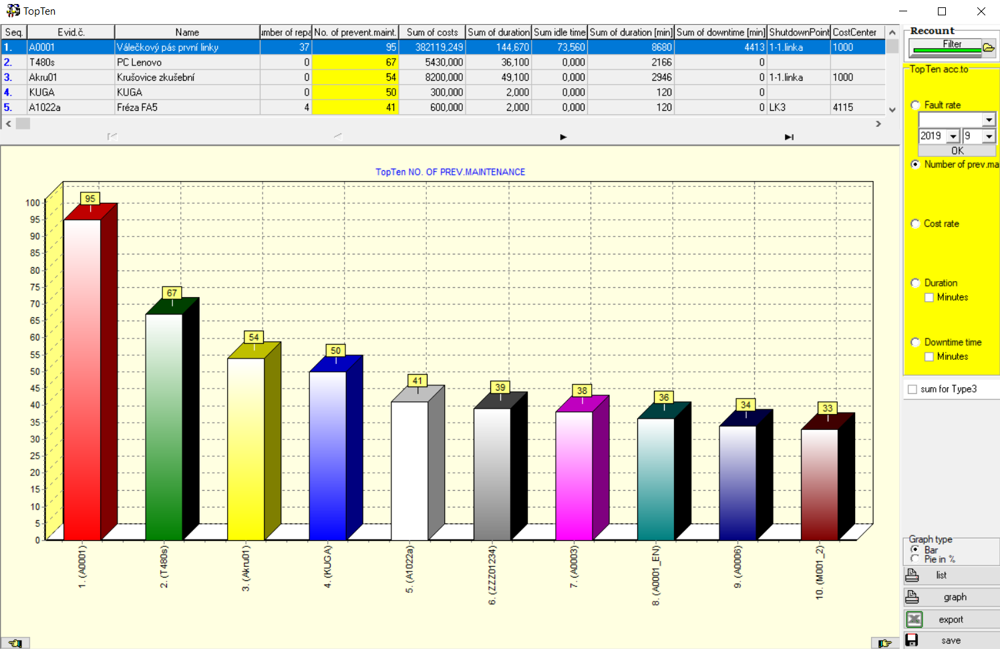 TopTen
Seq. Evid.č. Name umber of repa No. of prevent.maint. Sum of costs Sum of duration Sum idle time Sum of duration [min] Sum of downtime [min] ShutdownPoint CostCenter
1. A0001 Válečkový pás první linky 37 95 382119,249 144,670 73,560 8680 4413 1-1.linka 1000
2. T480s PC Lenovo 0 67 5430,000 36,100 0,000 2166 0
3. Akru01 Krušovice zkušební 0 54 8200,000 49,100 0,000 2946 0 1-1.linka 1000
4. KUGA KUGA 0 50 300,000 2,000 0,000 120 0
5. A1022a Fréza FA5 4 41 600,000 2,000 0,000 120 0 LK3 4115
TopTen NO. OF PREV.MAINTENANCE
100
95
90
85
80
75
70
65
60
55
50
45
40
35
30
25
20
15
10
5
0
95
67
54
50
41
39
38
36
34
33
1. (A0001)
2. (T480s)
3. (Akru01)
4. (KUGA)
5. (A1022a)
6. (ZZZ01234)
7. (A0003)
8. (A0001_EN)
9. (A0006)
10. (M001_2)
Recount
Filter
TopTen acc.to
Fault rate
2019 9
OK
Number of prev.ma
Cost rate
Duration
Minutes
Downtime time
Minutes
sum for Type3
Graph type
Bar
Pie in %
list
graph
export
save